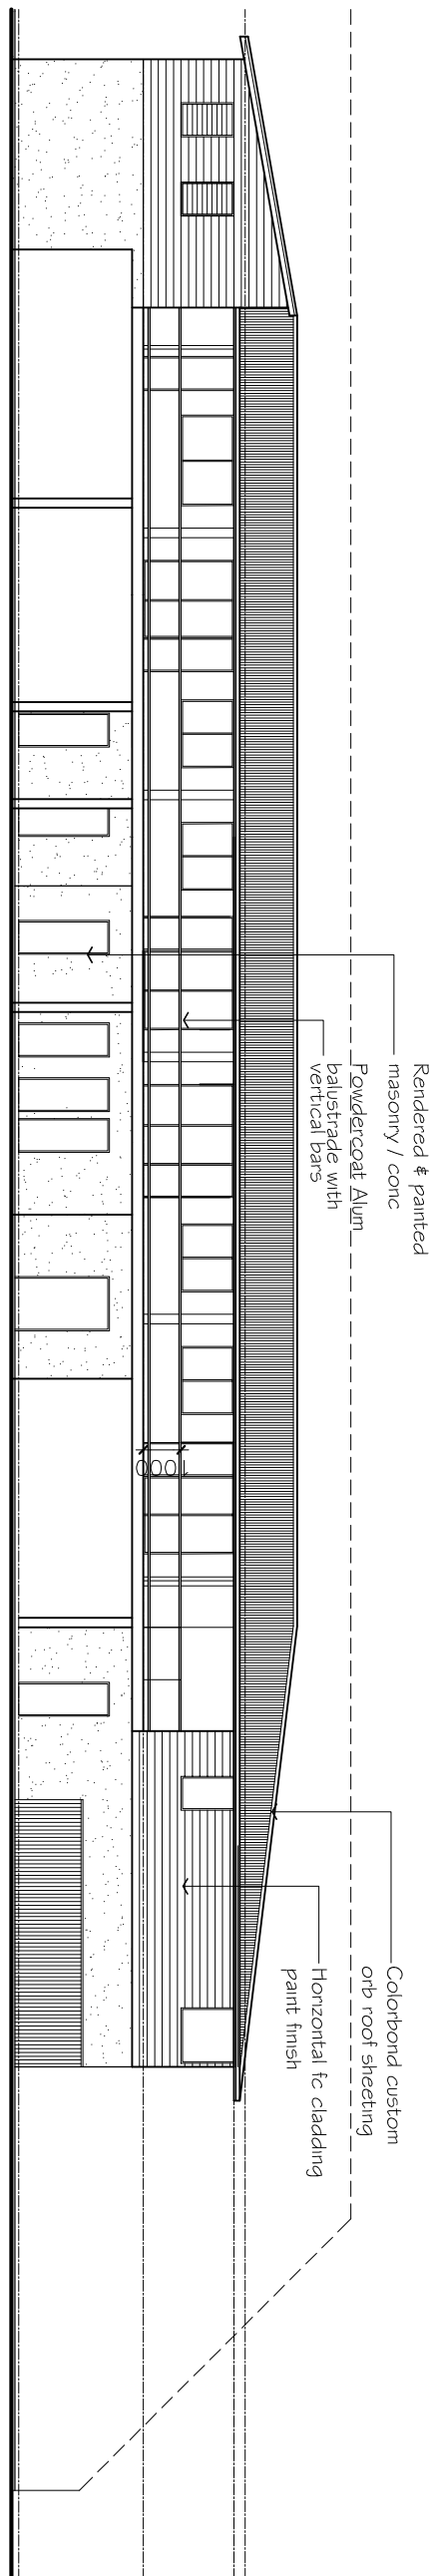 Rendered & painted
masonry / conc
Powdercoat Alum
balustrade with
vertical bars
1000
Colorbond custom
orb roof sheeting
Horizontal fc cladding
paint finish